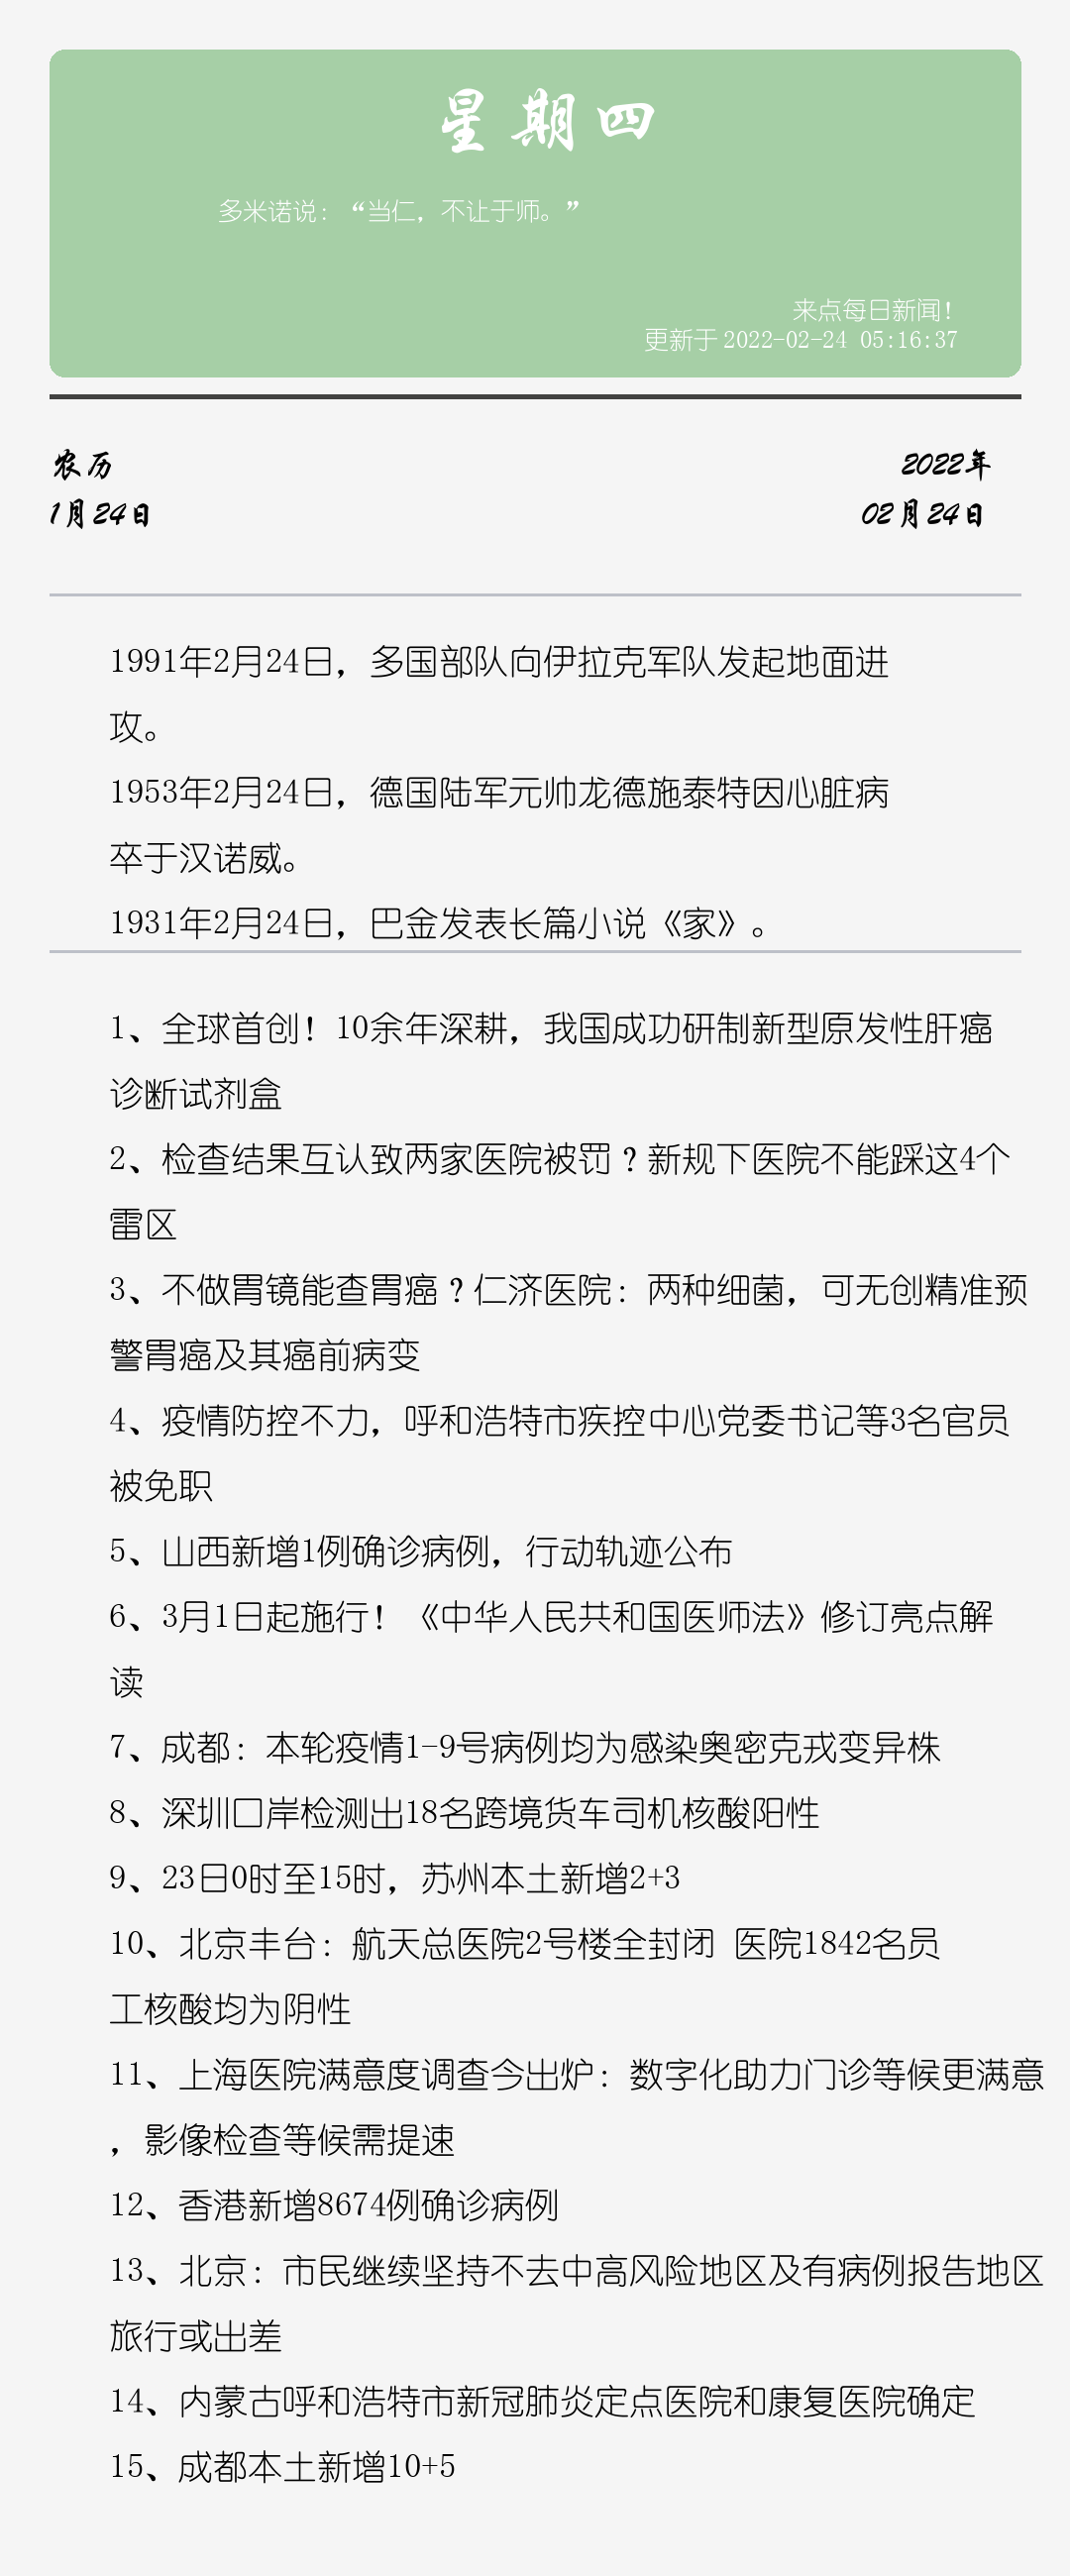 星期四
多米诺说：“当仁，不让于师。”
来点每日新闻！
更新于 2022-02-24 05:16:37
农历
2022年
1月24日
02月24日
1991年2月24日，多国部队向伊拉克军队发起地面进
攻。
1953年2月24日，德国陆军元帅龙德施泰特因心脏病
卒于汉诺威。
1931年2月24日，巴金发表长篇小说《家》。
1、全球首创！10余年深耕，我国成功研制新型原发性肝癌
诊断试剂盒
2、检查结果互认致两家医院被罚？新规下医院不能踩这4个
雷区
3、不做胃镜能查胃癌？仁济医院：两种细菌，可无创精准预
警胃癌及其癌前病变
4、疫情防控不力，呼和浩特市疾控中心党委书记等3名官员
被免职
5、山西新增1例确诊病例，行动轨迹公布
6、3月1日起施行！《中华人民共和国医师法》修订亮点解
读
7、成都：本轮疫情1-9号病例均为感染奥密克戎变异株
8、深圳口岸检测出18名跨境货车司机核酸阳性
9、23日0时至15时，苏州本土新增2+3
10、北京丰台：航天总医院2号楼全封闭 医院1842名员
工核酸均为阴性
11、上海医院满意度调查今出炉：数字化助力门诊等候更满意
，影像检查等候需提速
12、香港新增8674例确诊病例
13、北京：市民继续坚持不去中高风险地区及有病例报告地区
旅行或出差
14、内蒙古呼和浩特市新冠肺炎定点医院和康复医院确定
15、成都本土新增10+5